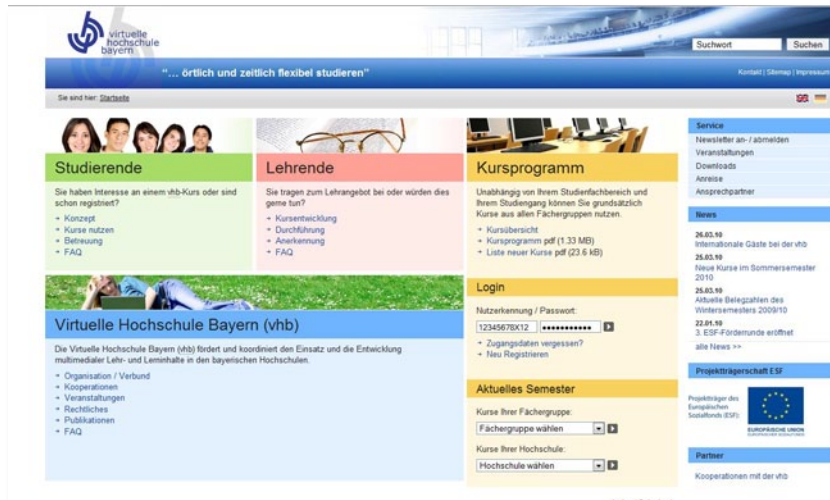 virtuelle
hochschule
bayern
Suchwort
Suchen
“... örtlich und zeitlich flexibel studieren”
Kontakt | Sitemap | Impressum
Sie sind hier: Startseite
Studierende
Sie haben Interesse an einem vhb-Kurs oder sind
schon registriert?
Konzept
Kurse nutzen
Betreuung
FAQ
Lehrende
Sie tragen zum Lehrangebot bei oder würden dies
gerne tun?
Kursentwicklung
Durchführung
Anerkennung
FAQ
Kursprogramm
Unabhängig von Ihrem Studienfachbereich und
Ihrem Studiengang können Sie grundsätzlich
Kurse aus allen Fächergruppen nutzen.
Kursübersicht
Kursprogramm pdf (1.33 MB)
Liste neuer Kurse pdf (23.6 kB)
Virtuelle Hochschule Bayern (vhb)
Die Virtuelle Hochschule Bayern (vhb) fördert und koordiniert den Einsatz und die Entwicklung
multimedialer Lehr- und Lerninhalte in den bayerischen Hochschulen.
Organisation / Verbund
Kooperationen
Veranstaltungen
Rechtliches
Publikationen
FAQ
Login
Nutzerkennung / Passwort:
12345678X12
Zugangsdaten vergessen?
Neu Registrieren
Aktuelles Semester
Kurse Ihrer Fächergruppe:
Fächergruppe wählen
Kurse Ihrer Hochschule:
Hochschule wählen
Service
Newsletter an- / abmelden
Veranstaltungen
Downloads
Anreise
Ansprechpartner
News
26.03.10
Internationale Gäste bei der vhb
25.03.10
Neue Kurse im Sommersemester
2010
25.03.10
Aktuelle Belegzahlen des
Wintersemesters 2009/10
22.01.10
3. ESF-Förderrunde eröffnet
alle News >>
Projektträgerschaft ESF
Projektträger des
Europäischen
Sozialfonds (ESF):
EUROPÄISCHE UNION
EUROPÄISCHER SOZIALFONDS
Partner
Kooperationen mit der vhb